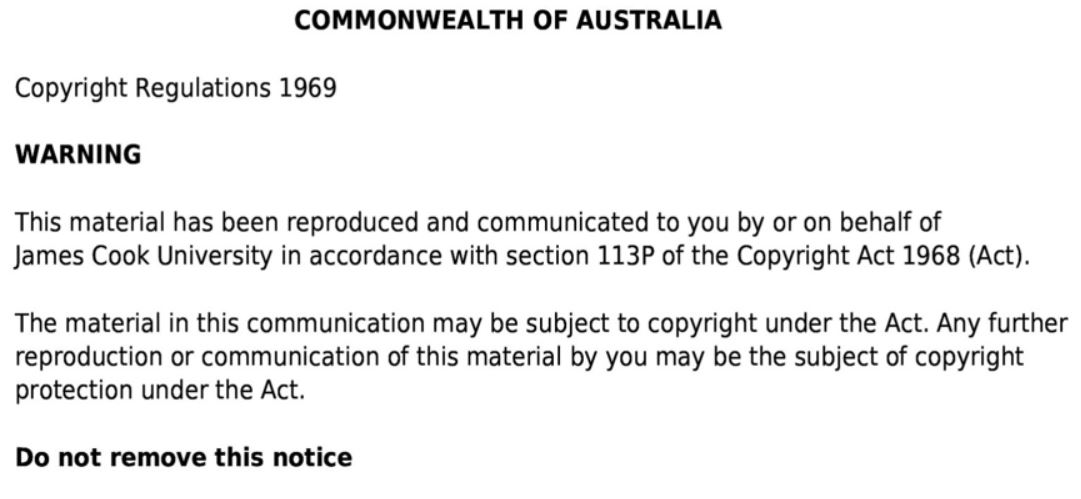 COMMONWEALTH OF AUSTRALIA
Copyright Regulations 1969
WARNING
This material has been reproduced and communicated to you by or on behalf of
James Cook University in accordance with section 113P of the Copyright Act 1968 (Act).
The material in this communication may be subject to copyright under the Act. Any further
reproduction or communication of this material by you may be the subject of copyright
protection under the Act.
Do not remove this notice